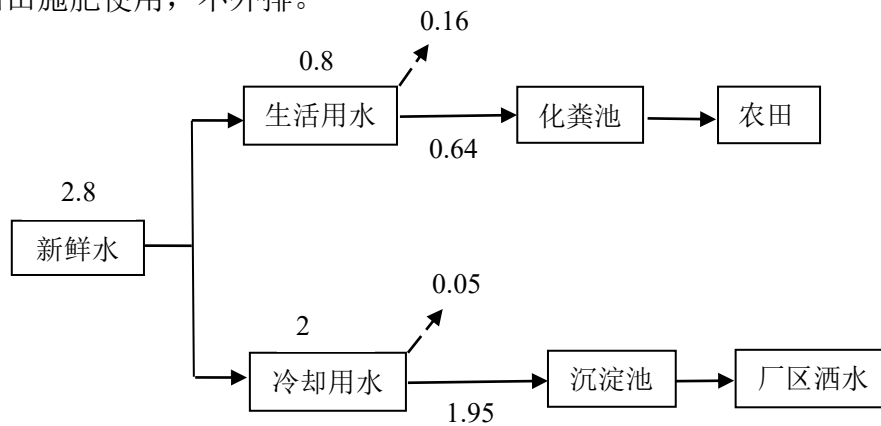 田施肥使用，不外排。
0.16
0.8
生活用水
化粪池
农田
0.64
2.8
新鲜水
0.05
2
冷却用水
沉淀池
厂区洒水
1.95